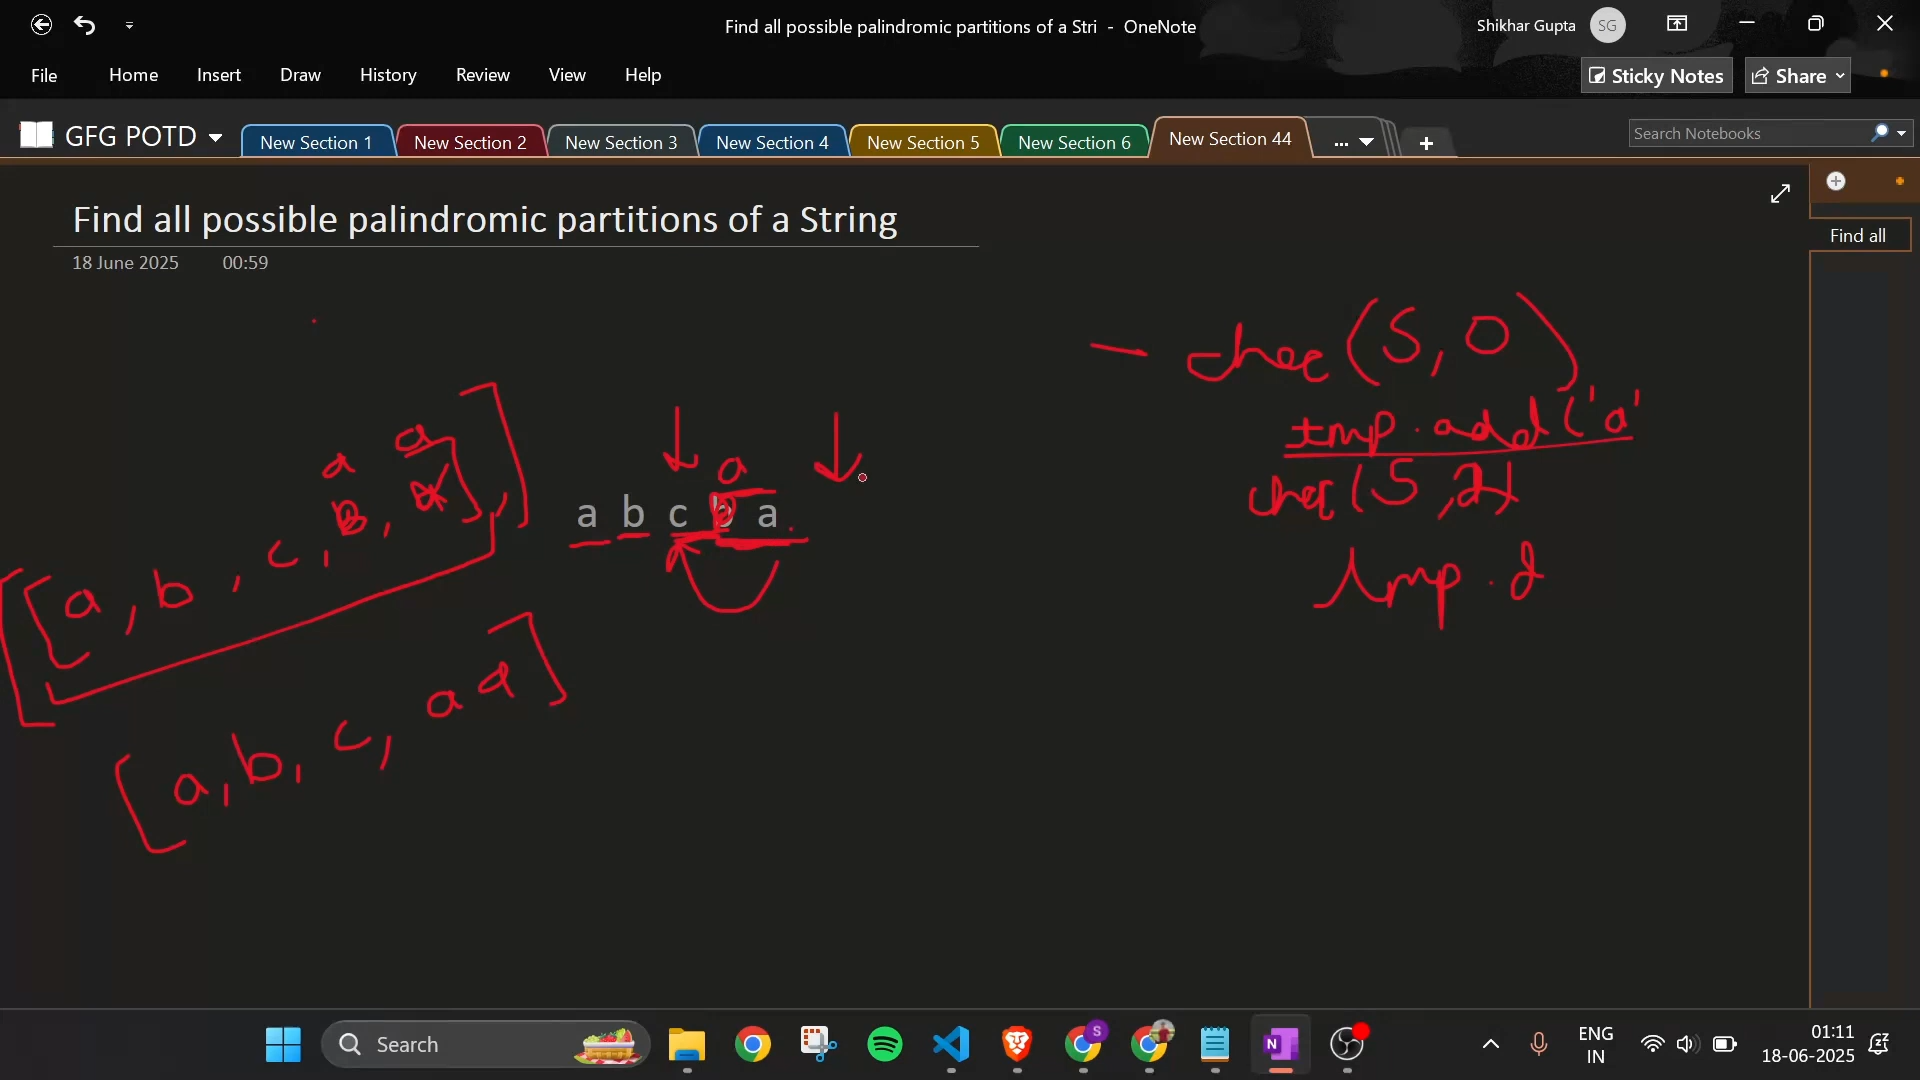 Find all possible palindromic partitions of a Stri - OneNote
Shikhar Gupta
SG
File Home Insert Draw History Review View Help
Sticky Notes
Share
GFG POTD
New Section 1
New Section 2
New Section 3
New Section 4
New Section 5
New Section 6
New Section 44
...
Search Notebooks
Find all possible palindromic partitions of a String
18 June 2025 00:59
Find all
chec(S,0)
tmp.add('a'
chec(S,2)
tmp.d
a a
[[a, b, c, B, a],]
a
a b c b a
[a, b, c, a a]
Search
ENG
IN
01:11
18-06-2025
S
N